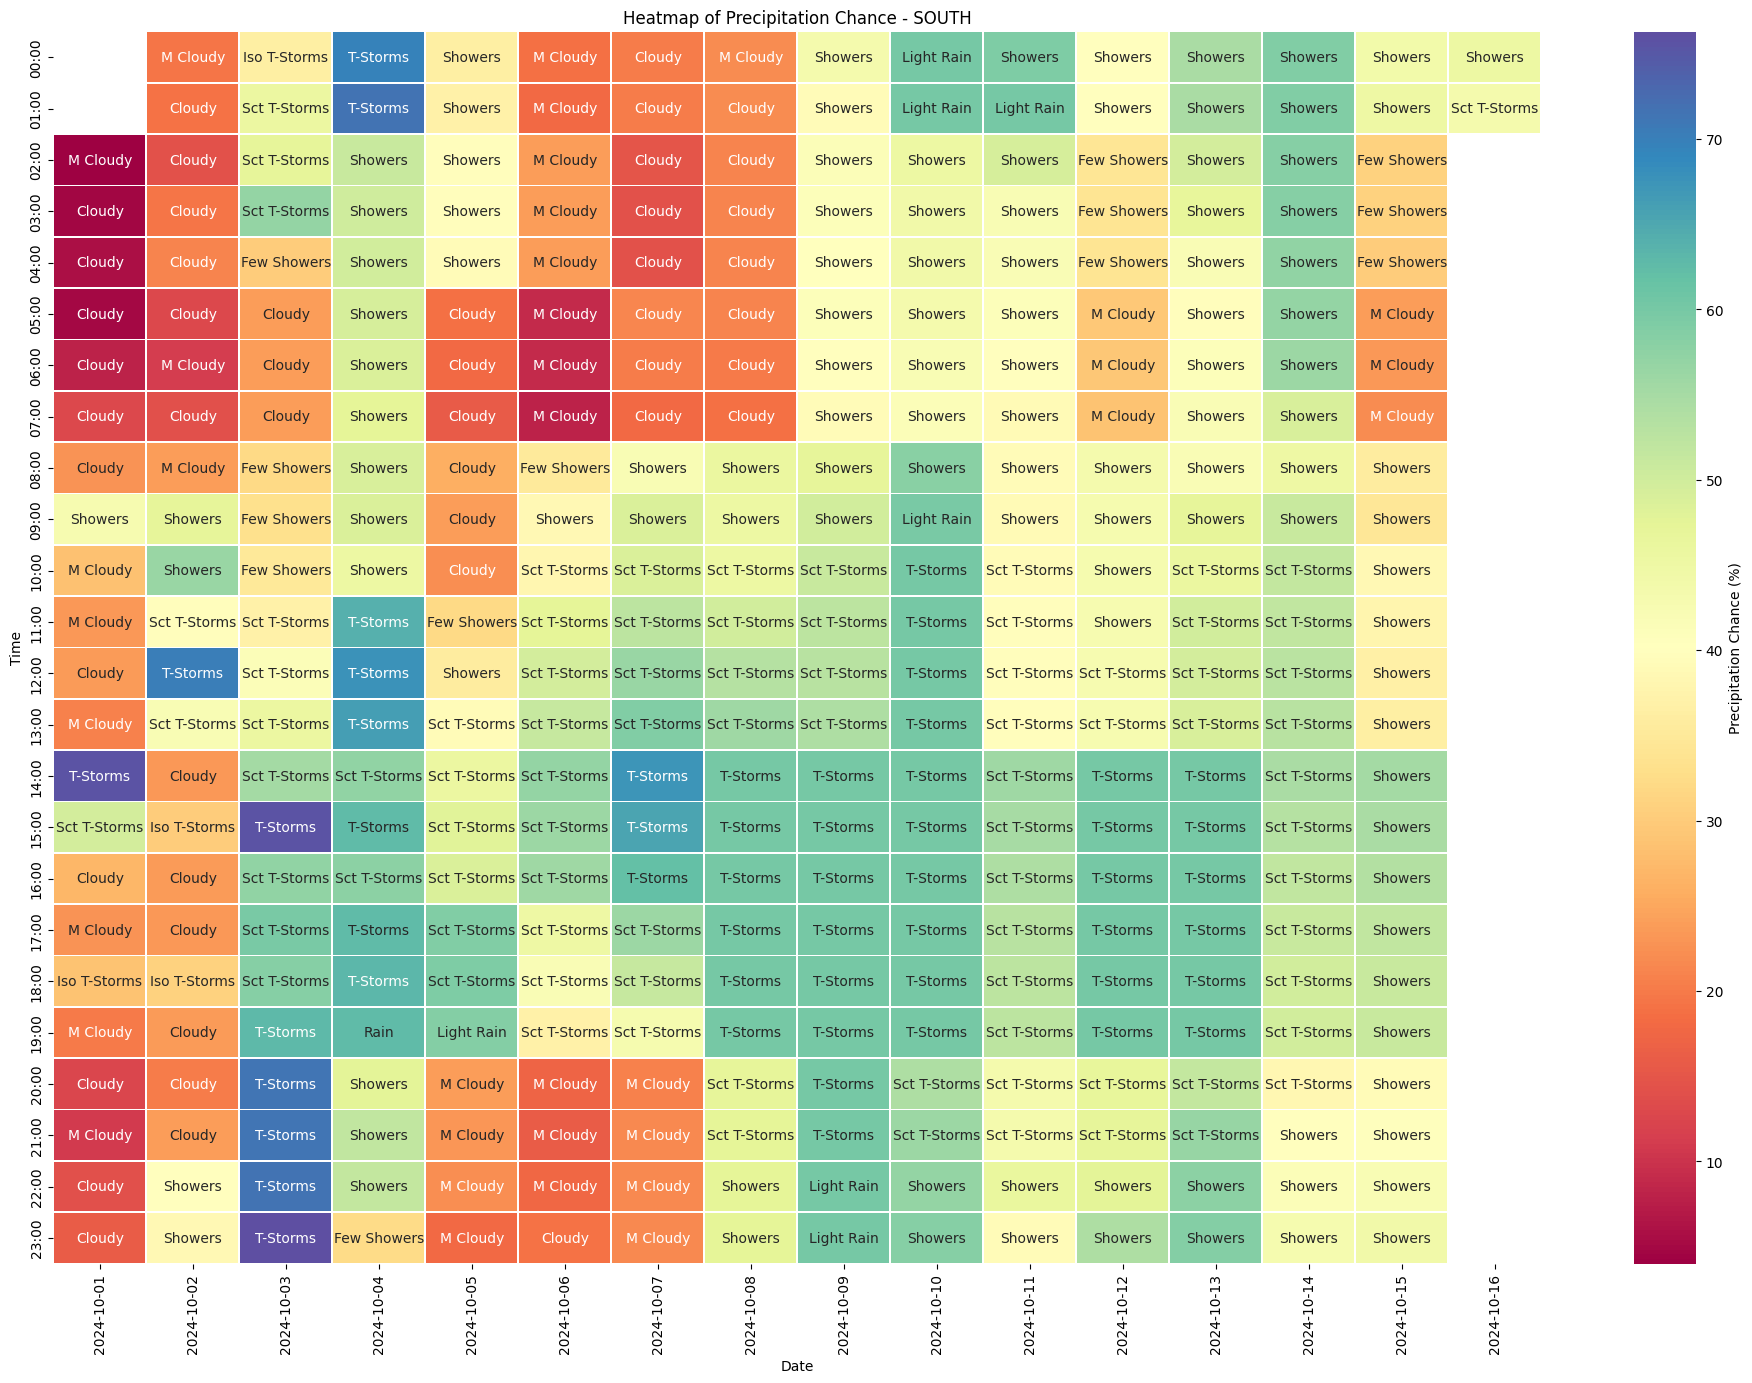 Heatmap of Precipitation Chance - SOUTH
00:00 M Cloudy Iso T-Storms T-Storms Showers M Cloudy Cloudy M Cloudy Showers Light Rain Showers Showers Showers Showers Showers Showers
01:00 Cloudy Sct T-Storms T-Storms Showers M Cloudy Cloudy Cloudy Showers Light Rain Light Rain Showers Showers Showers Showers Sct T-Storms
02:00 M Cloudy Cloudy Sct T-Storms Showers Showers M Cloudy Cloudy Cloudy Showers Showers Showers Few Showers Showers Showers Few Showers
03:00 Cloudy Cloudy Sct T-Storms Showers Showers M Cloudy Cloudy Cloudy Showers Showers Showers Few Showers Showers Showers Few Showers
04:00 Cloudy Cloudy Few Showers Showers Showers M Cloudy Cloudy Cloudy Showers Showers Showers Few Showers Showers Showers Few Showers
05:00 Cloudy Cloudy Cloudy Showers Cloudy M Cloudy Cloudy Cloudy Showers Showers Showers M Cloudy Showers Showers M Cloudy
06:00 Cloudy M Cloudy Cloudy Showers Cloudy M Cloudy Cloudy Cloudy Showers Showers Showers M Cloudy Showers Showers M Cloudy
07:00 Cloudy Cloudy Cloudy Showers Cloudy M Cloudy Cloudy Cloudy Showers Showers Showers M Cloudy Showers Showers M Cloudy
08:00 Cloudy M Cloudy Few Showers Showers Cloudy Few Showers Showers Showers Showers Showers Showers Showers Showers Showers Showers
09:00 Showers Showers Few Showers Showers Cloudy Showers Showers Showers Showers Light Rain Showers Showers Showers Showers Showers
10:00 M Cloudy Showers Few Showers Showers Cloudy Sct T-Storms Sct T-Storms Sct T-Storms Sct T-Storms T-Storms Sct T-Storms Showers Sct T-Storms Sct T-Storms Showers
11:00 M Cloudy Sct T-Storms Sct T-Storms T-Storms Few Showers Sct T-Storms Sct T-Storms Sct T-Storms Sct T-Storms T-Storms Sct T-Storms Showers Sct T-Storms Sct T-Storms Showers
12:00 Cloudy T-Storms Sct T-Storms T-Storms Showers Sct T-Storms Sct T-Storms Sct T-Storms Sct T-Storms T-Storms Sct T-Storms Sct T-Storms Sct T-Storms Sct T-Storms Showers
13:00 M Cloudy Sct T-Storms Sct T-Storms T-Storms Sct T-Storms Sct T-Storms Sct T-Storms Sct T-Storms Sct T-Storms T-Storms Sct T-Storms Sct T-Storms Sct T-Storms Sct T-Storms Showers
14:00 T-Storms Cloudy Sct T-Storms Sct T-Storms Sct T-Storms Sct T-Storms T-Storms T-Storms T-Storms T-Storms Sct T-Storms T-Storms T-Storms Sct T-Storms Showers
15:00 Sct T-Storms Iso T-Storms T-Storms T-Storms Sct T-Storms Sct T-Storms T-Storms T-Storms T-Storms T-Storms Sct T-Storms T-Storms T-Storms Sct T-Storms Showers
16:00 Cloudy Cloudy Sct T-Storms Sct T-Storms Sct T-Storms Sct T-Storms T-Storms T-Storms T-Storms T-Storms Sct T-Storms T-Storms T-Storms Sct T-Storms Showers
17:00 M Cloudy Cloudy Sct T-Storms T-Storms Sct T-Storms Sct T-Storms Sct T-Storms T-Storms T-Storms T-Storms Sct T-Storms T-Storms T-Storms Sct T-Storms Showers
18:00 Iso T-Storms Iso T-Storms Sct T-Storms T-Storms Sct T-Storms Sct T-Storms Sct T-Storms T-Storms T-Storms T-Storms Sct T-Storms T-Storms T-Storms Sct T-Storms Showers
19:00 M Cloudy Cloudy T-Storms Rain Light Rain Sct T-Storms Sct T-Storms T-Storms T-Storms T-Storms Sct T-Storms T-Storms T-Storms Sct T-Storms Showers
20:00 Cloudy Cloudy T-Storms Showers M Cloudy M Cloudy M Cloudy Sct T-Storms T-Storms Sct T-Storms Sct T-Storms Sct T-Storms Sct T-Storms Sct T-Storms Showers
21:00 M Cloudy Cloudy T-Storms Showers M Cloudy M Cloudy M Cloudy Sct T-Storms T-Storms Sct T-Storms Sct T-Storms Sct T-Storms Sct T-Storms Showers Showers
22:00 Cloudy Showers T-Storms Showers M Cloudy M Cloudy M Cloudy Showers Light Rain Showers Showers Showers Showers Showers Showers
23:00 Cloudy Showers T-Storms Few Showers M Cloudy Cloudy M Cloudy Showers Light Rain Showers Showers Showers Showers Showers Showers
2024-10-01 2024-10-02 2024-10-03 2024-10-04 2024-10-05 2024-10-06 2024-10-07 2024-10-08 2024-10-09 2024-10-10 2024-10-11 2024-10-12 2024-10-13 2024-10-14 2024-10-15 2024-10-16
Date
Time
70
60
50
40
30
20
10
Precipitation Chance (%)